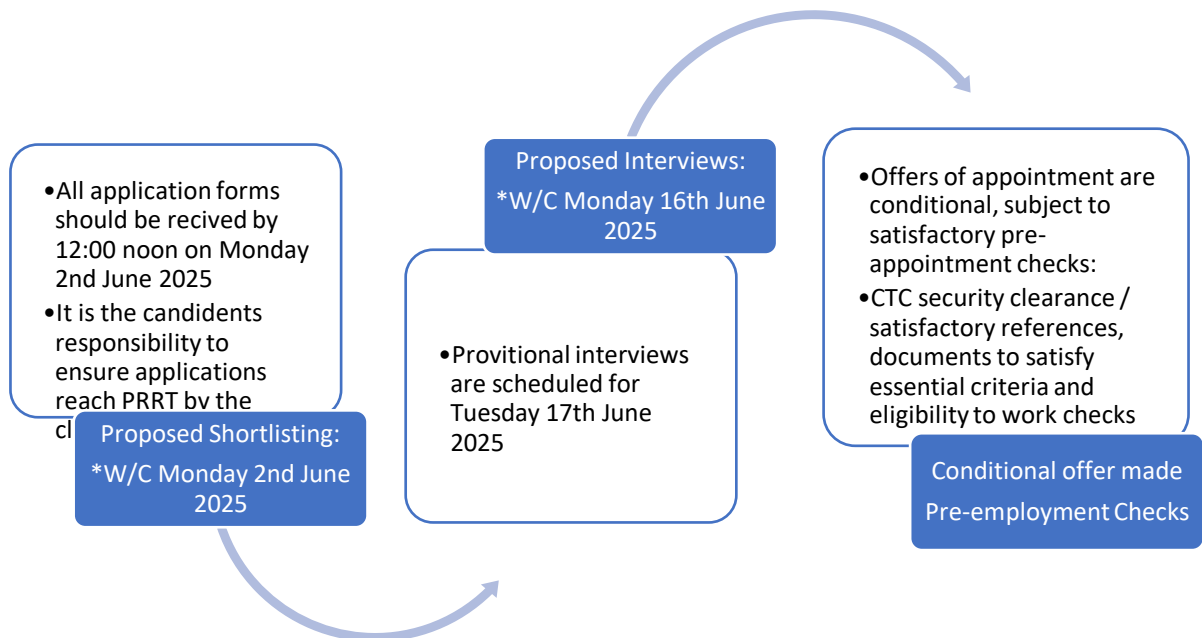 •All application forms
should be recived by
12:00 noon on Monday
2nd June 2025
•It is the candidents
responsibility to
ensure applications
reach PRRT by the
Proposed Shortlisting:
*W/C Monday 2nd June
2025
Proposed Interviews:
*W/C Monday 16th June
2025
•Provitional interviews
are scheduled for
Tuesday 17th June
2025
•Offers of appointment are
conditional, subject to
satisfactory pre-
appointment checks:
•CTC security clearance /
satisfactory references,
documents to satisfy
essential criteria and
eligibility to work checks
Conditional offer made
Pre-employment Checks